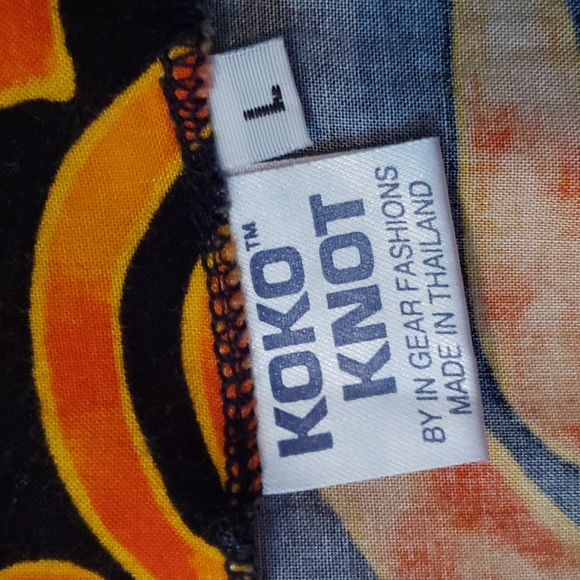 L
KOKO™
KNOT
BY IN GEAR FASHIONS
MADE IN THAILAND